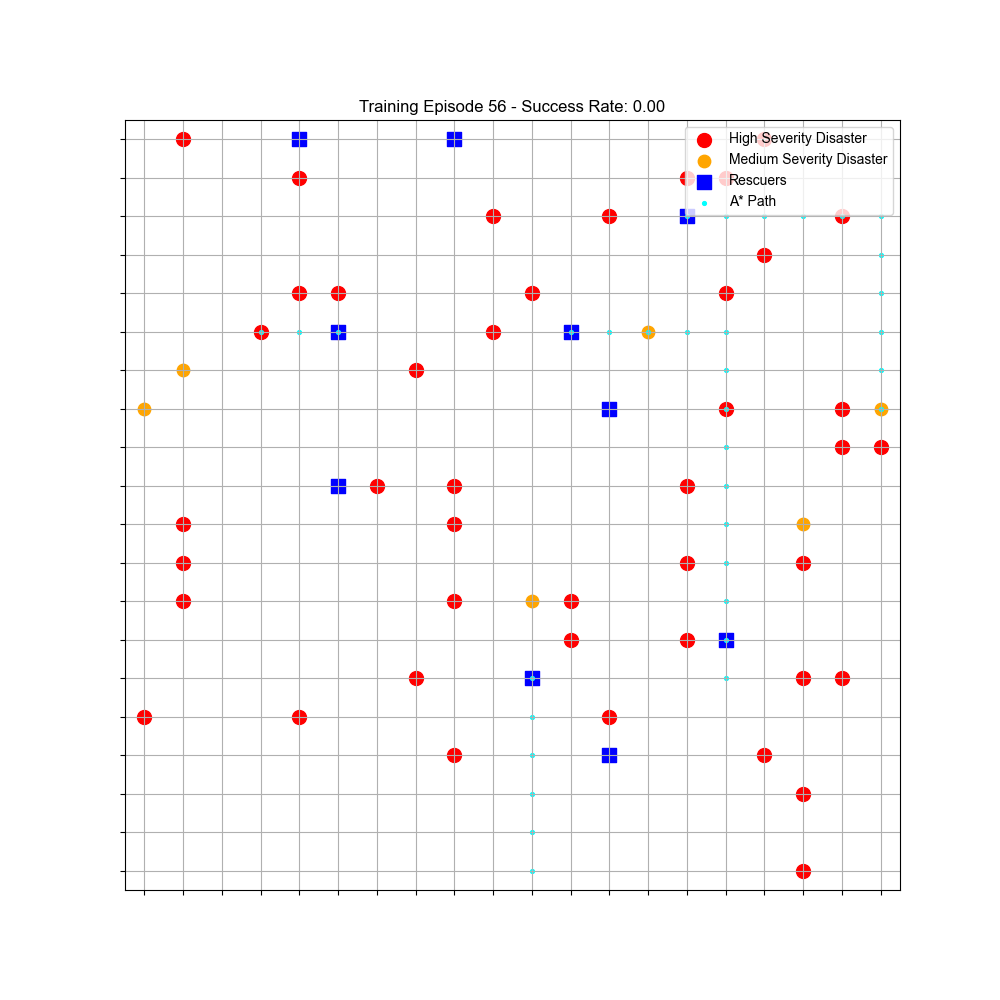 Training Episode 56 - Success Rate: 0.00
High Severity Disaster
Medium Severity Disaster
Rescuers
A* Path